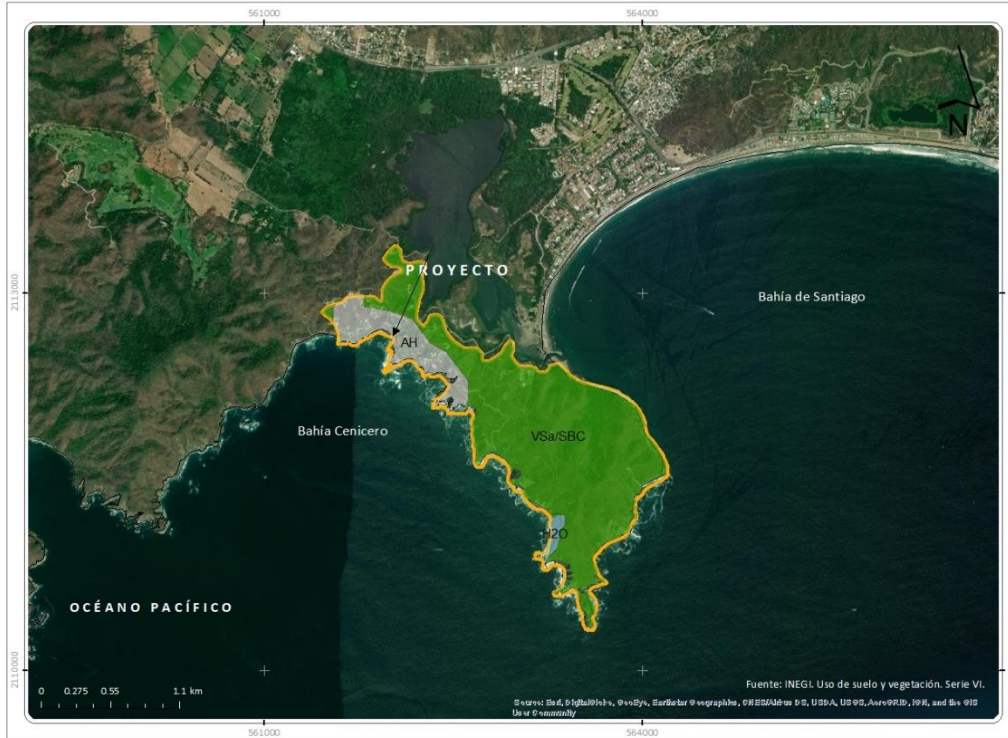 561000
564000
N
PROYECTO
2113000
Bahía de Santiago
AH
Bahía Cenicero
VSa/SBC
H2O
OCÉANO PACÍFICO
2110000
Fuente: INEGI. Uso de suelo y vegetación. Serie VI.
0 0.275 0.55 1.1 km
Source: Esri, DigitalGlobe, GeoEye, Earthstar Geographics, CNES/Airbus DS, USDA, USGS, AeroGRID, IGN, and the GIS
User Community
561000
564000